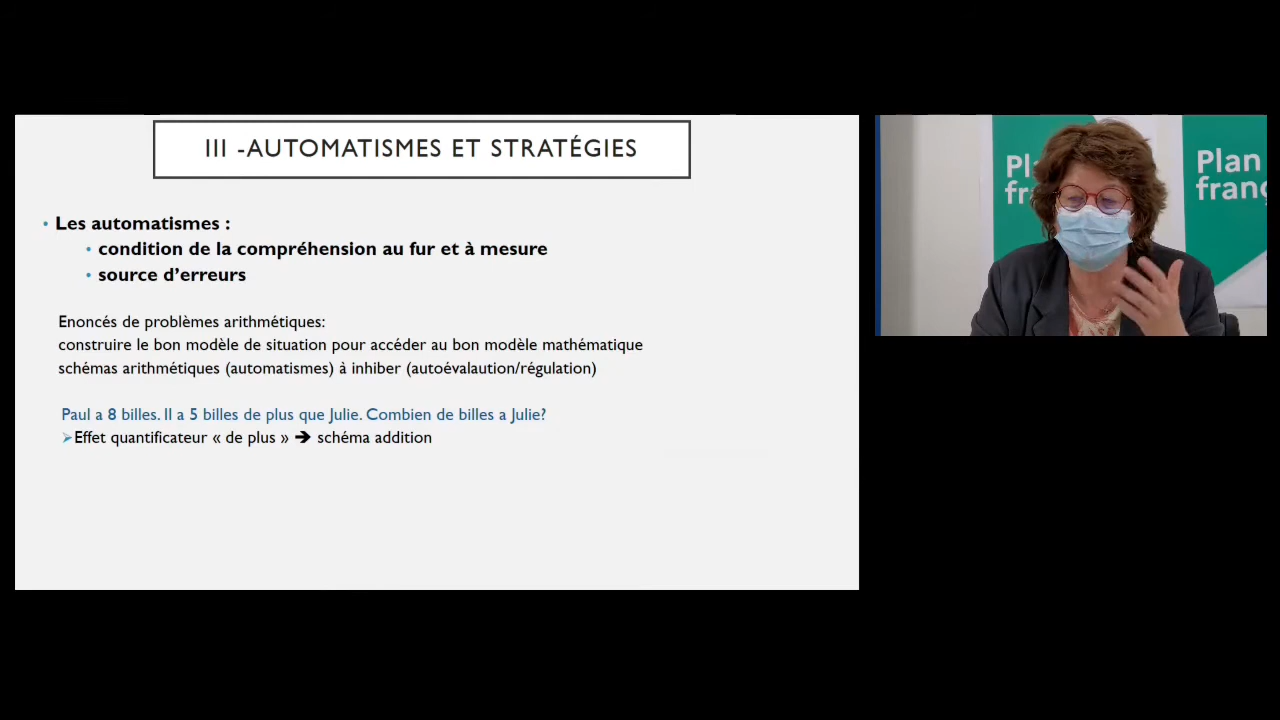 III -AUTOMATISMES ET STRATÉGIES
• Les automatismes :
• condition de la compréhension au fur et à mesure
• source d'erreurs
Enoncés de problèmes arithmétiques:
construire le bon modèle de situation pour accéder au bon modèle mathématique
schémas arithmétiques (automatismes) à inhiber (autoévalaution/régulation)
Paul a 8 billes. Il a 5 billes de plus que Julie. Combien de billes a Julie?
➢Effet quantificateur « de plus » ➔ schéma addition
Plan
Plan